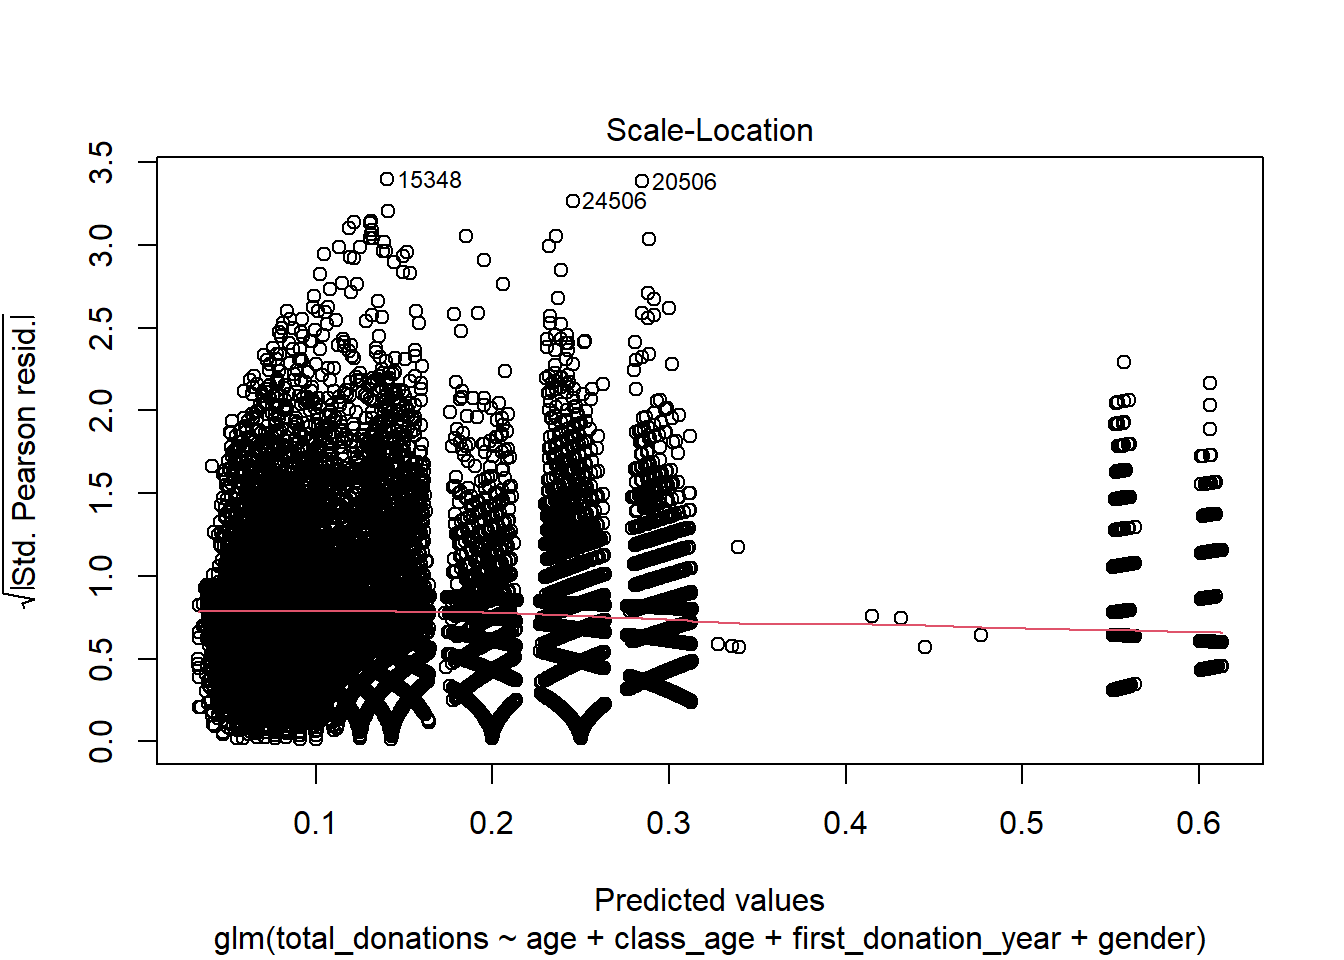 Scale-Location
√|Std. Pearson resid.|
3.5
3.0
2.5
2.0
1.5
1.0
0.5
0.0
15348
20506
24506
0.1 0.2 0.3 0.4 0.5 0.6
Predicted values
glm(total_donations ~ age + class_age + first_donation_year + gender)